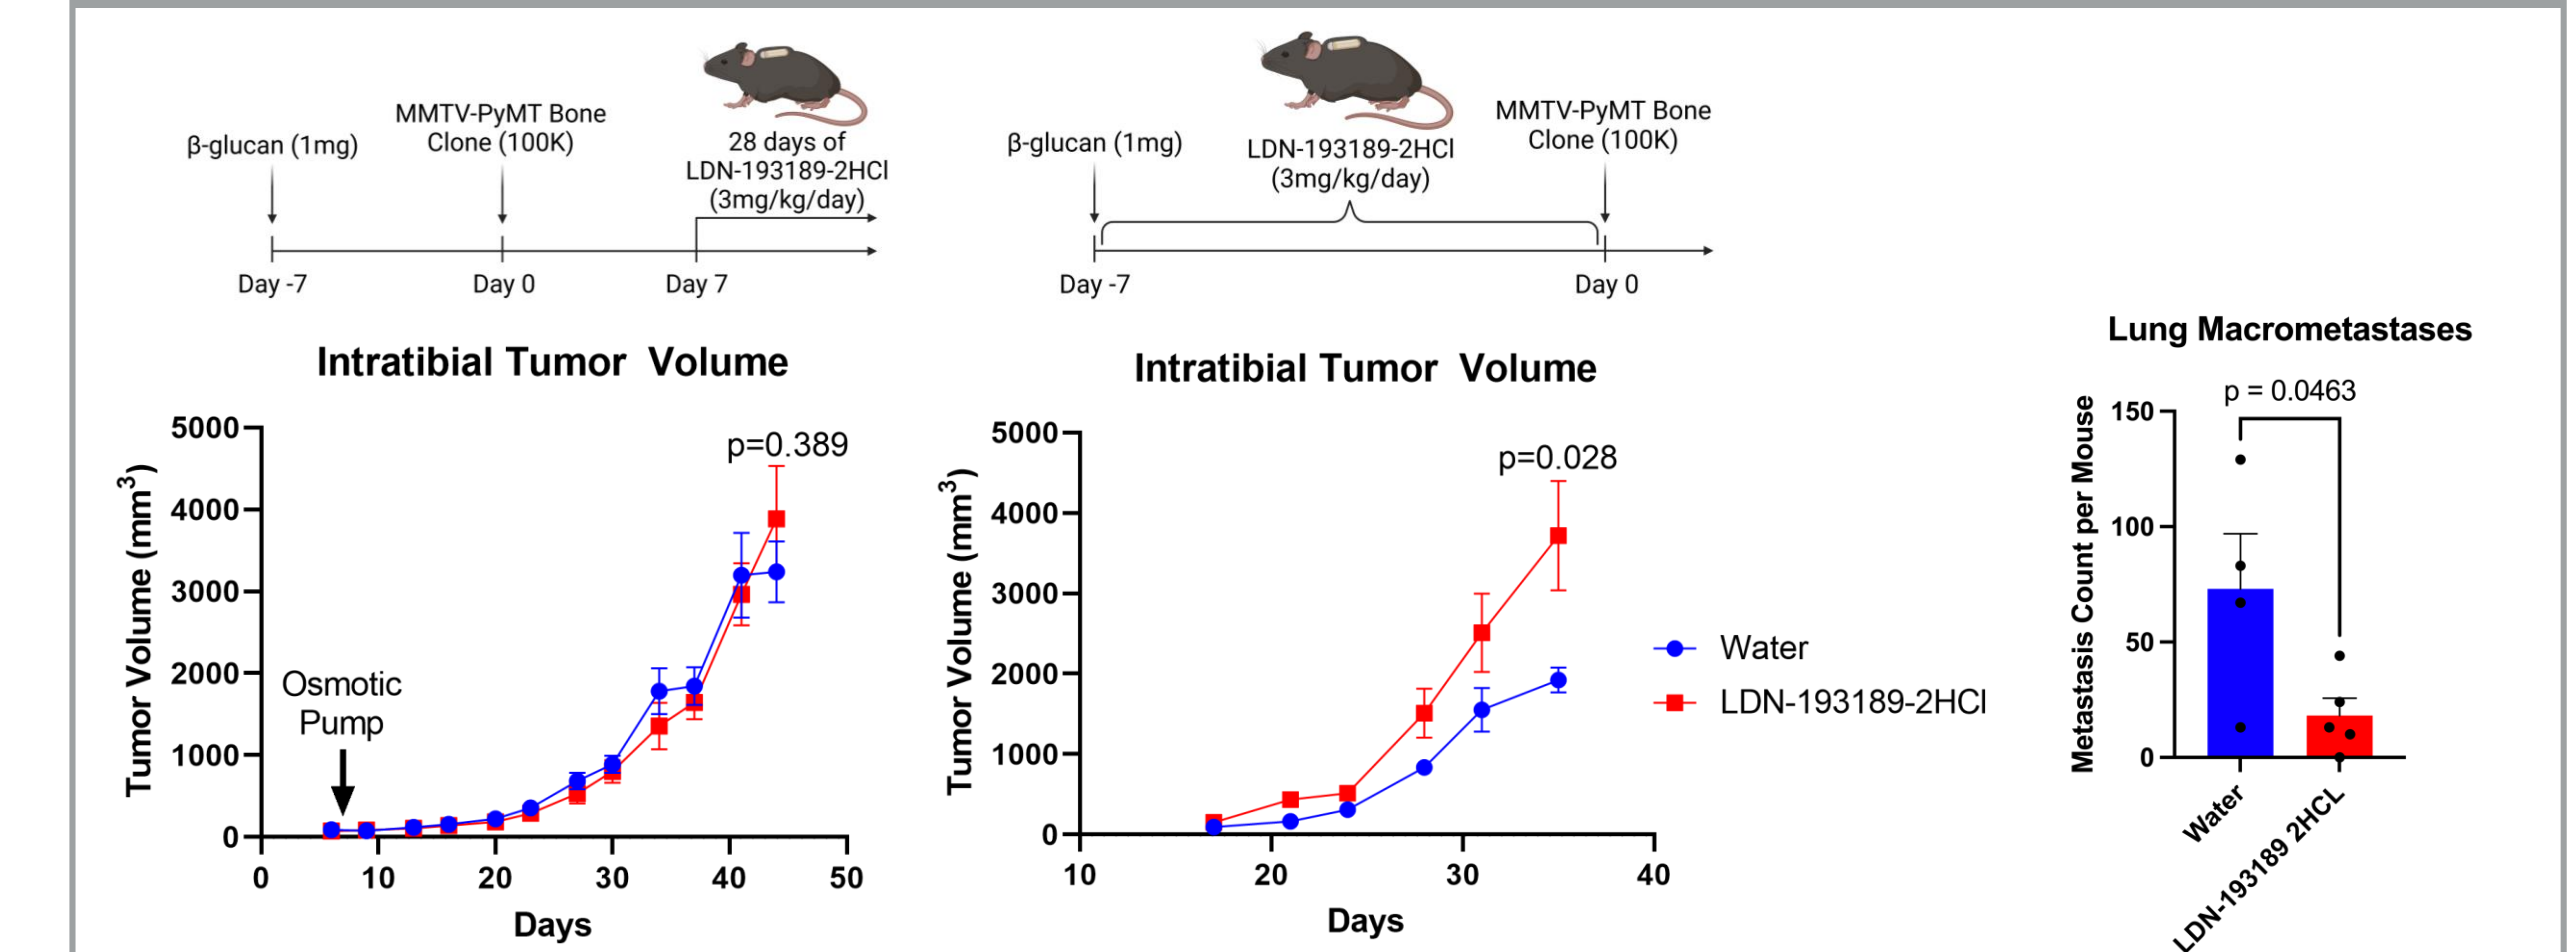 β-glucan (1mg)
MMTV-PyMT Bone
Clone (100K)
28 days of
LDN-193189-2HCl
(3mg/kg/day)
Day -7
Day 0
Day 7
β-glucan (1mg)
LDN-193189-2HCl
(3mg/kg/day)
MMTV-PyMT Bone
Clone (100K)
Day -7
Day 0
Intratibial Tumor Volume
Tumor Volume (mm³)
5000
4000
3000
2000
1000
0
p=0.389
Osmotic
Pump
0
10
20
30
40
50
Days
Intratibial Tumor Volume
Tumor Volume (mm³)
5000
4000
3000
2000
1000
0
p=0.028
10
20
30
40
Days
Water
LDN-193189-2HCl
Lung Macrometastases
p = 0.0463
Metastasis Count per Mouse
150
100
50
0
Water
LDN-193189 2HCL